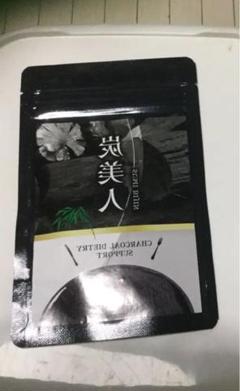 炭美人
SUMI BIJIN
CHARCOAL DIETRY
SUPPORT